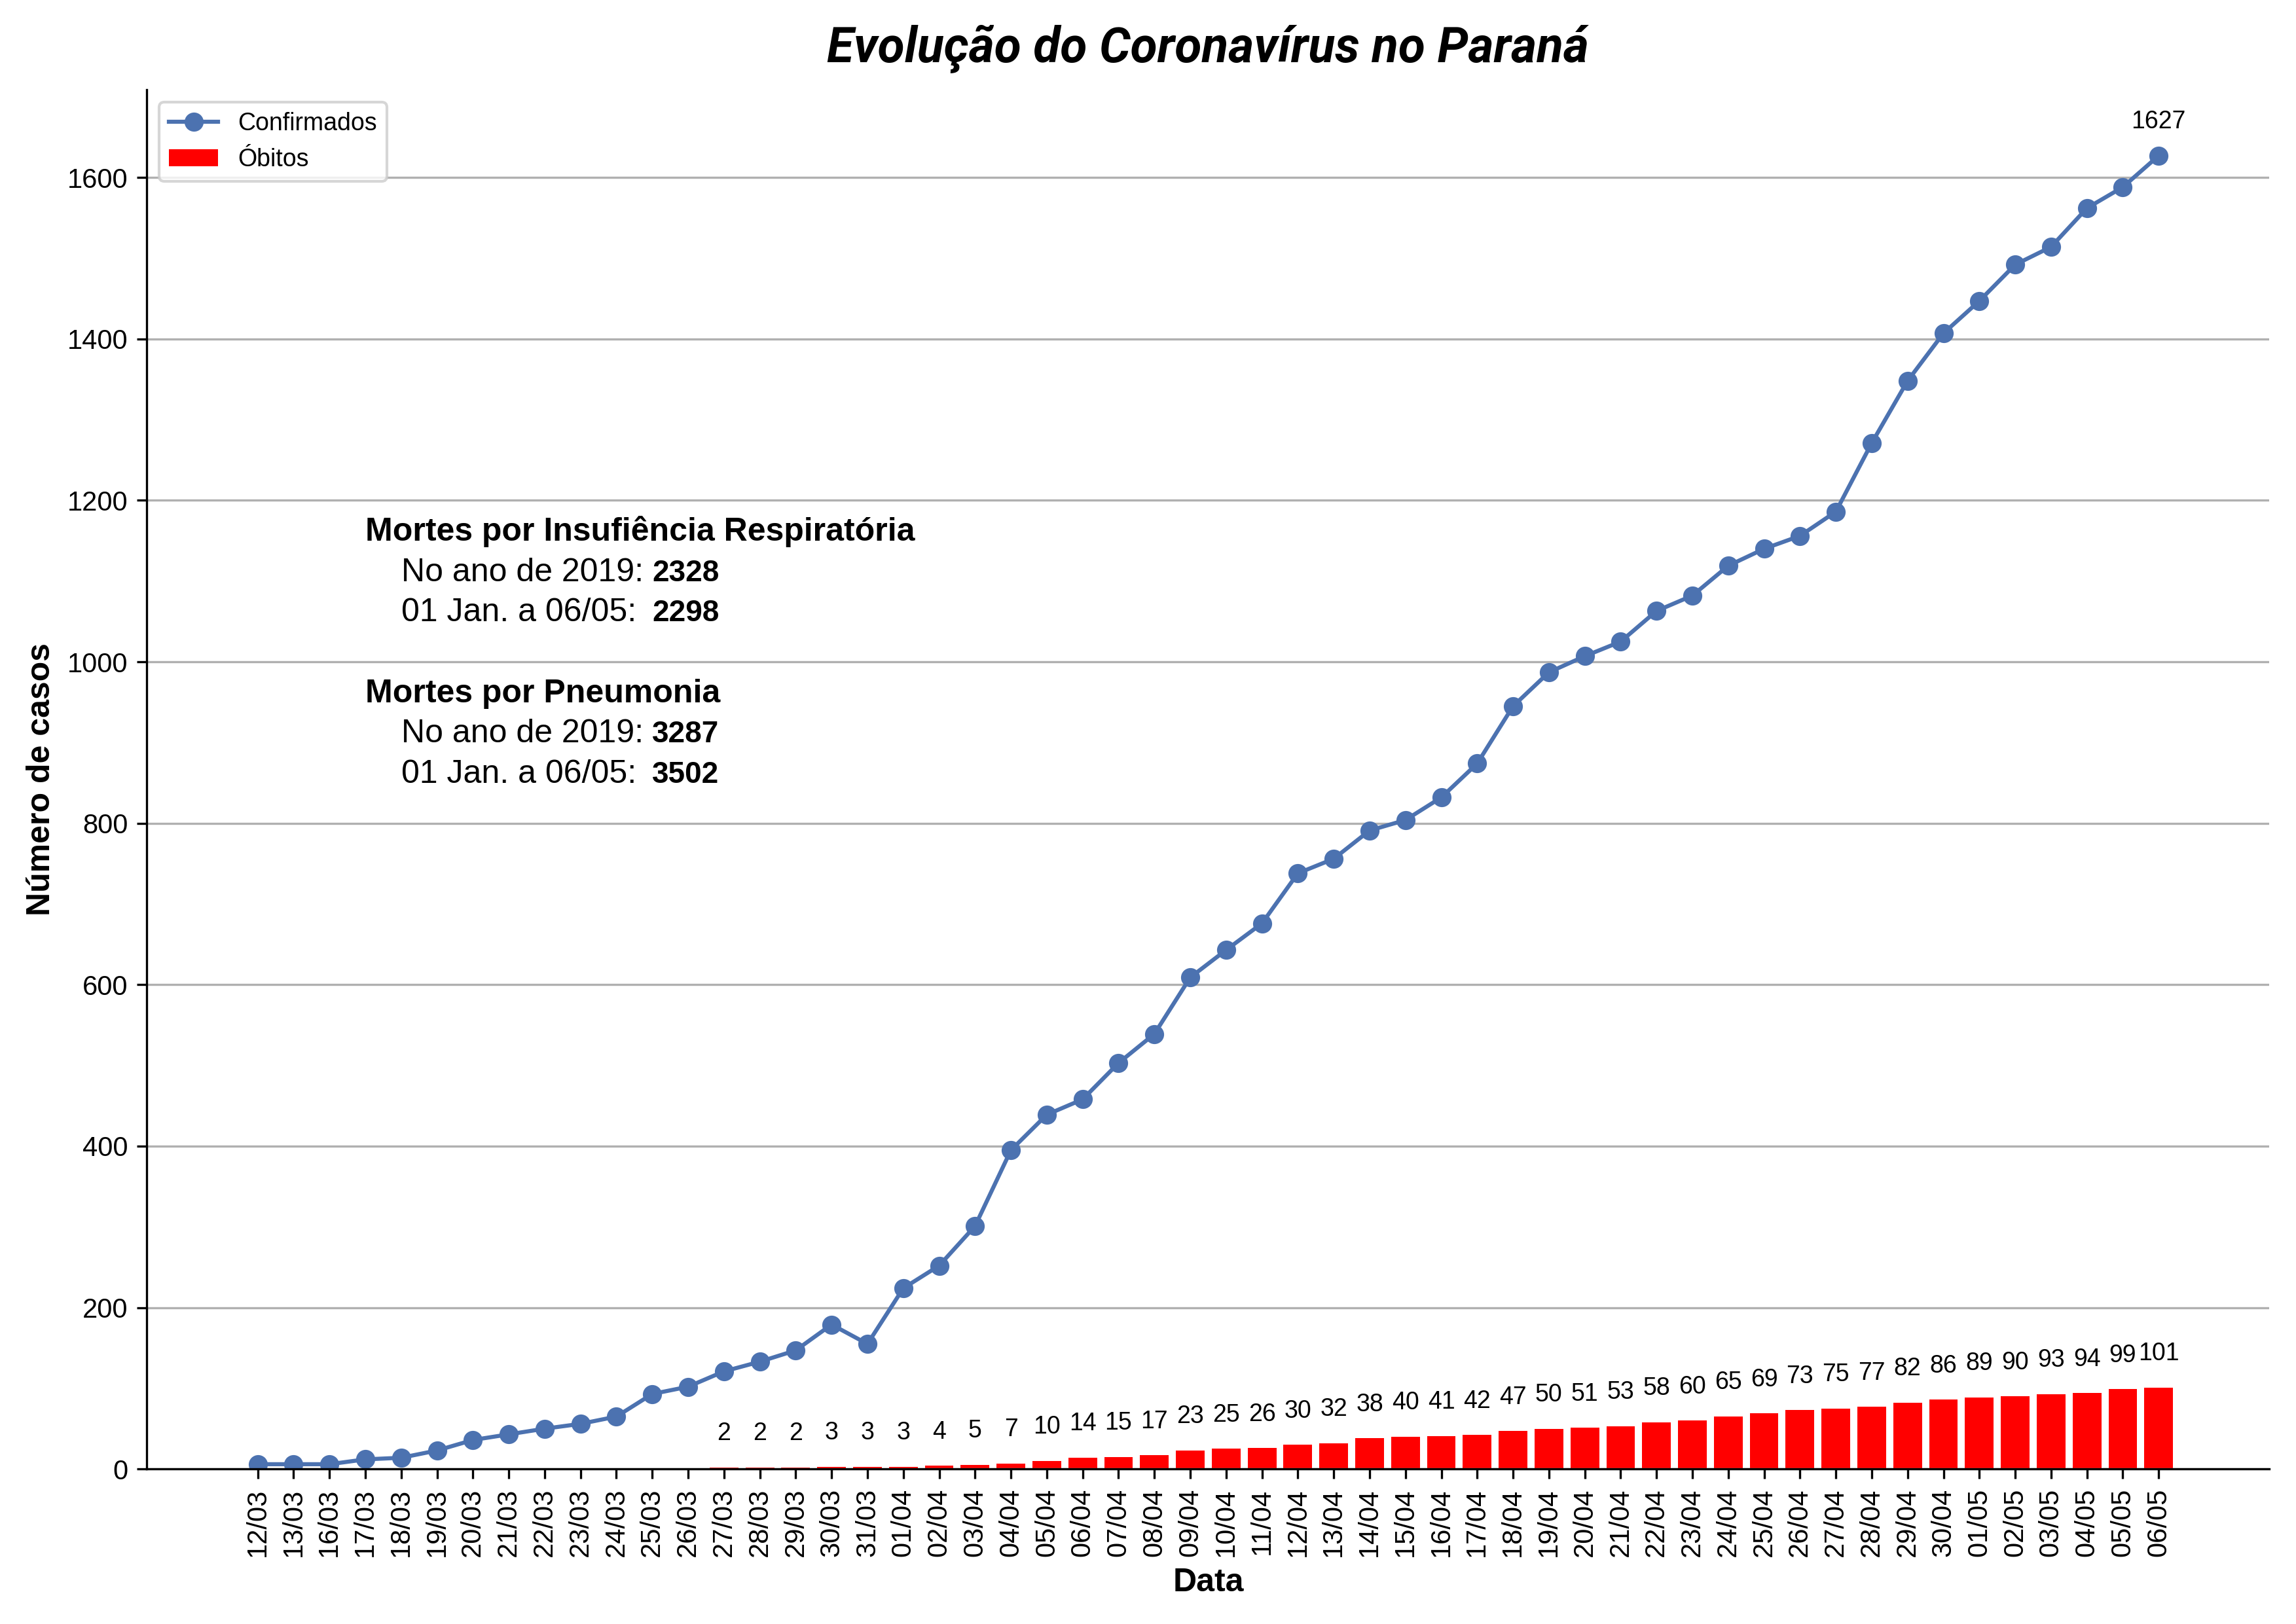 Evolução do Coronavírus no Paraná
Confirmados
Óbitos
1627
Número de casos
1600
1400
1200
1000
800
600
400
200
0
Mortes por Insufiência Respiratória
No ano de 2019: 2328
01 Jan. a 06/05: 2298
Mortes por Pneumonia
No ano de 2019: 3287
01 Jan. a 06/05: 3502
2 2 2 3 3 3 4 5 7 10 14 15 17 23 25 26 30 32 38 40 41 42 47 50 51 53 58 60 65 69 73 75 77 82 86 89 90 93 94 99 101
12/03 13/03 16/03 17/03 18/03 19/03 20/03 21/03 22/03 23/03 24/03 25/03 26/03 27/03 28/03 29/03 30/03 31/03 01/04 02/04 03/04 04/04 05/04 06/04 07/04 08/04 09/04 10/04 11/04 12/04 13/04 14/04 15/04 16/04 17/04 18/04 19/04 20/04 21/04 22/04 23/04 24/04 25/04 26/04 27/04 28/04 29/04 30/04 01/05 02/05 03/05 04/05 05/05 06/05
Data